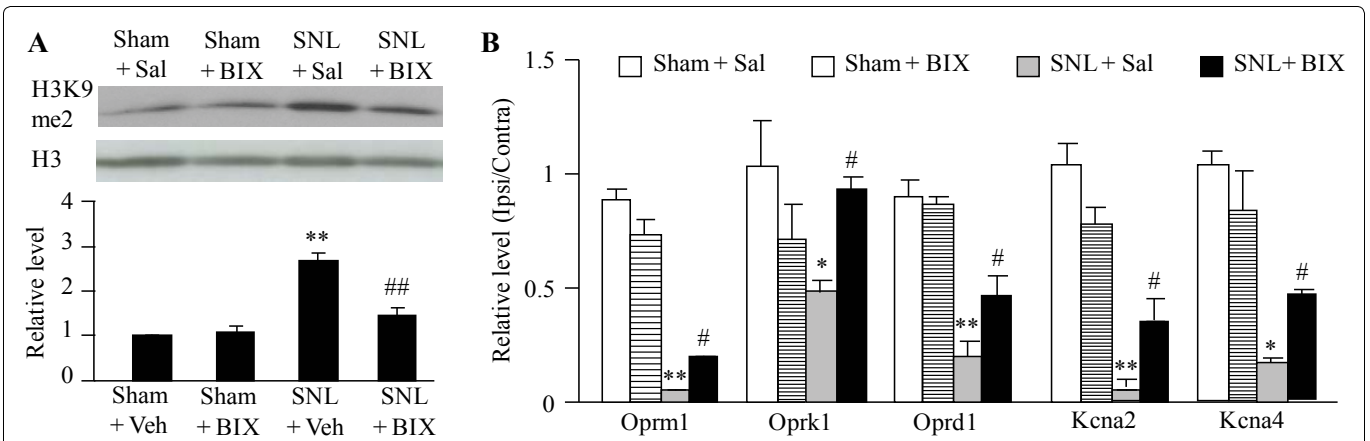 A
Sham Sham SNL SNL
+ Sal + BIX + Sal + BIX
H3K9
me2
H3
4
3
2
1
0
Relative level
**
##
Sham Sham SNL SNL
+ Veh + BIX + Veh + BIX
B
1.5
1
0.5
0
Relative level (Ipsi/Contra)
Sham + Sal Sham + BIX SNL + Sal SNL + BIX
** # * # ** # ** # * #
Oprm1 Oprk1 Oprd1 Kcna2 Kcna4